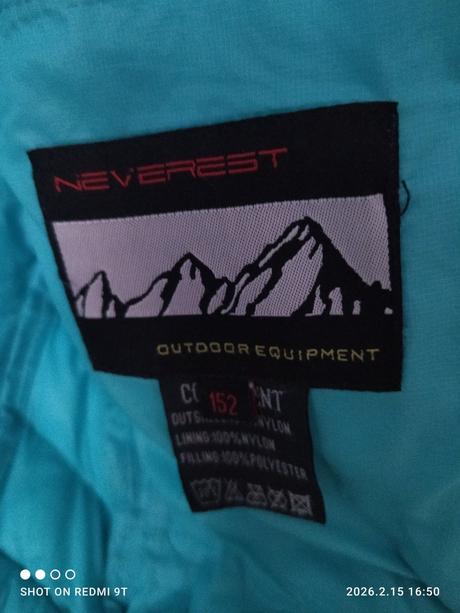 NEVEREST
OUTDOOR EQUIPMENT
152
NYLON
LINING:100%NYLON
FILLING:100%POLYESTER
SHOT ON REDMI 9T
2026.2.15 16:50